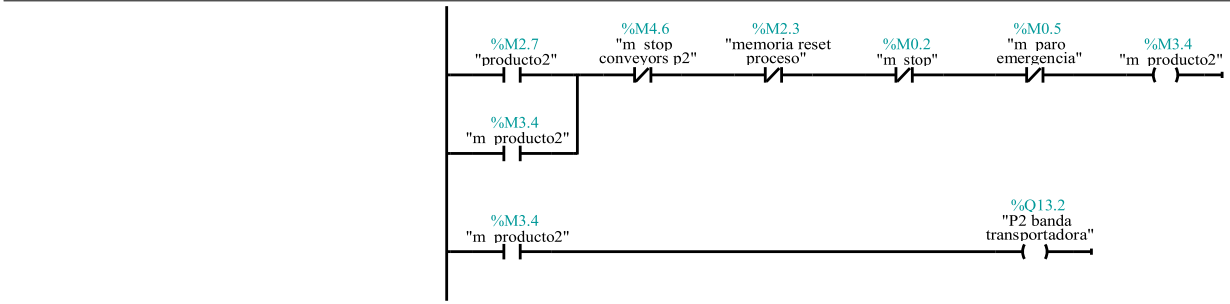 %M2.7
"producto2"
%M4.6
"m_stop
conveyors p2"
%M2.3
"memoria reset
proceso"
%M0.2
"m_stop"
%M0.5
"m_paro
emergencia"
%M3.4
"m_producto2"
%M3.4
"m_producto2"
%M3.4
"m_producto2"
%Q13.2
"P2 banda
transportadora"